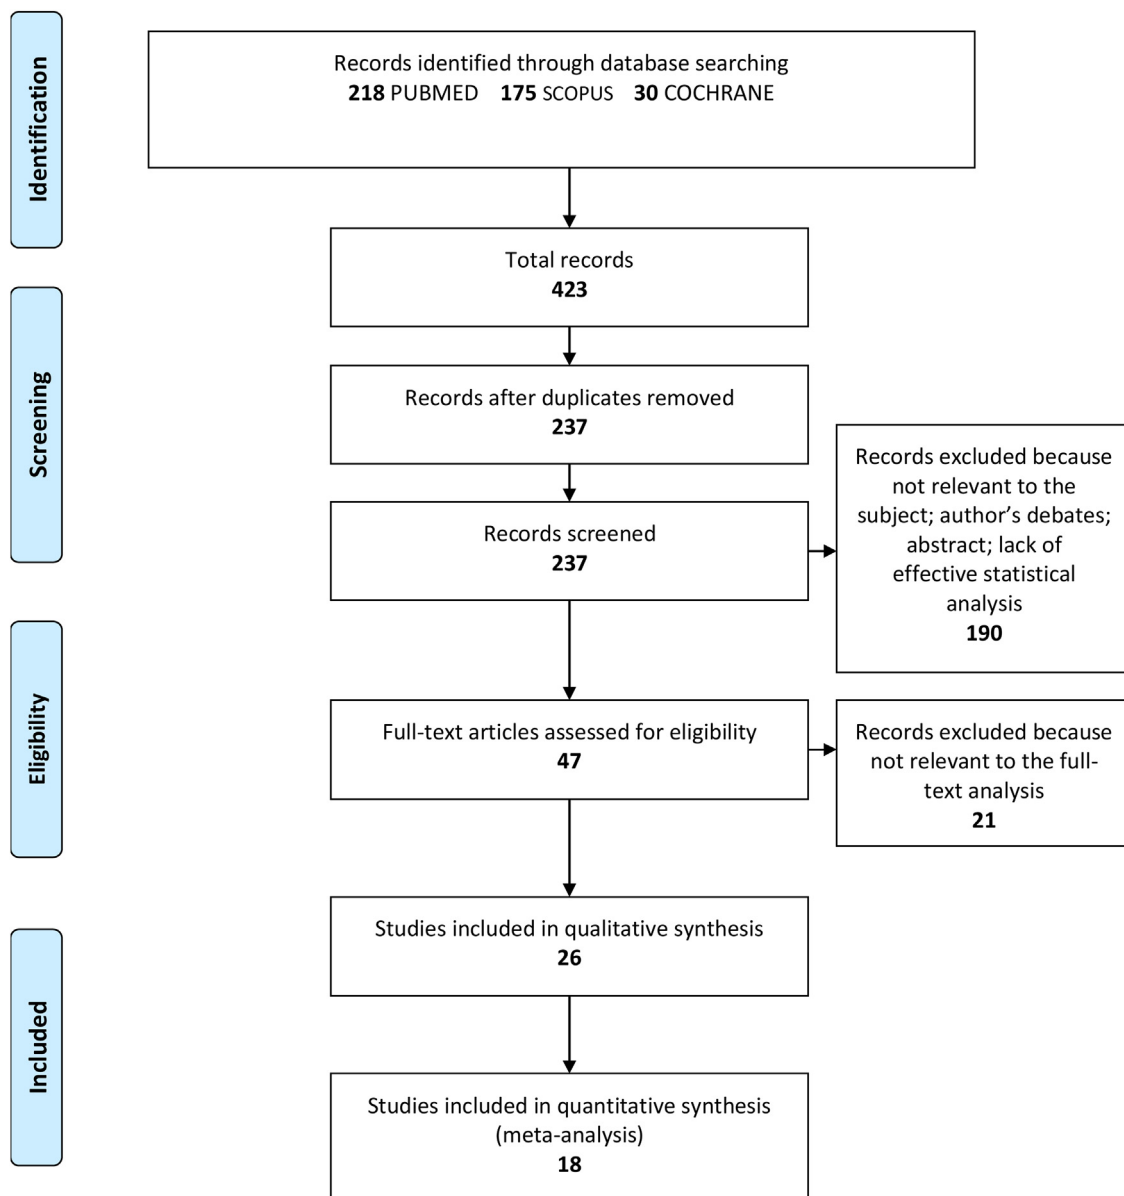 Identification
Records identified through database searching
218 PUBMED 175 SCOPUS 30 COCHRANE
Total records
423
Screening
Records after duplicates removed
237
Records screened
237
Records excluded because
not relevant to the
subject; author’s debates;
abstract; lack of
effective statistical
analysis
190
Eligibility
Full-text articles assessed for eligibility
47
Records excluded because
not relevant to the full-
text analysis
21
Included
Studies included in qualitative synthesis
26
Studies included in quantitative synthesis
(meta-analysis)
18